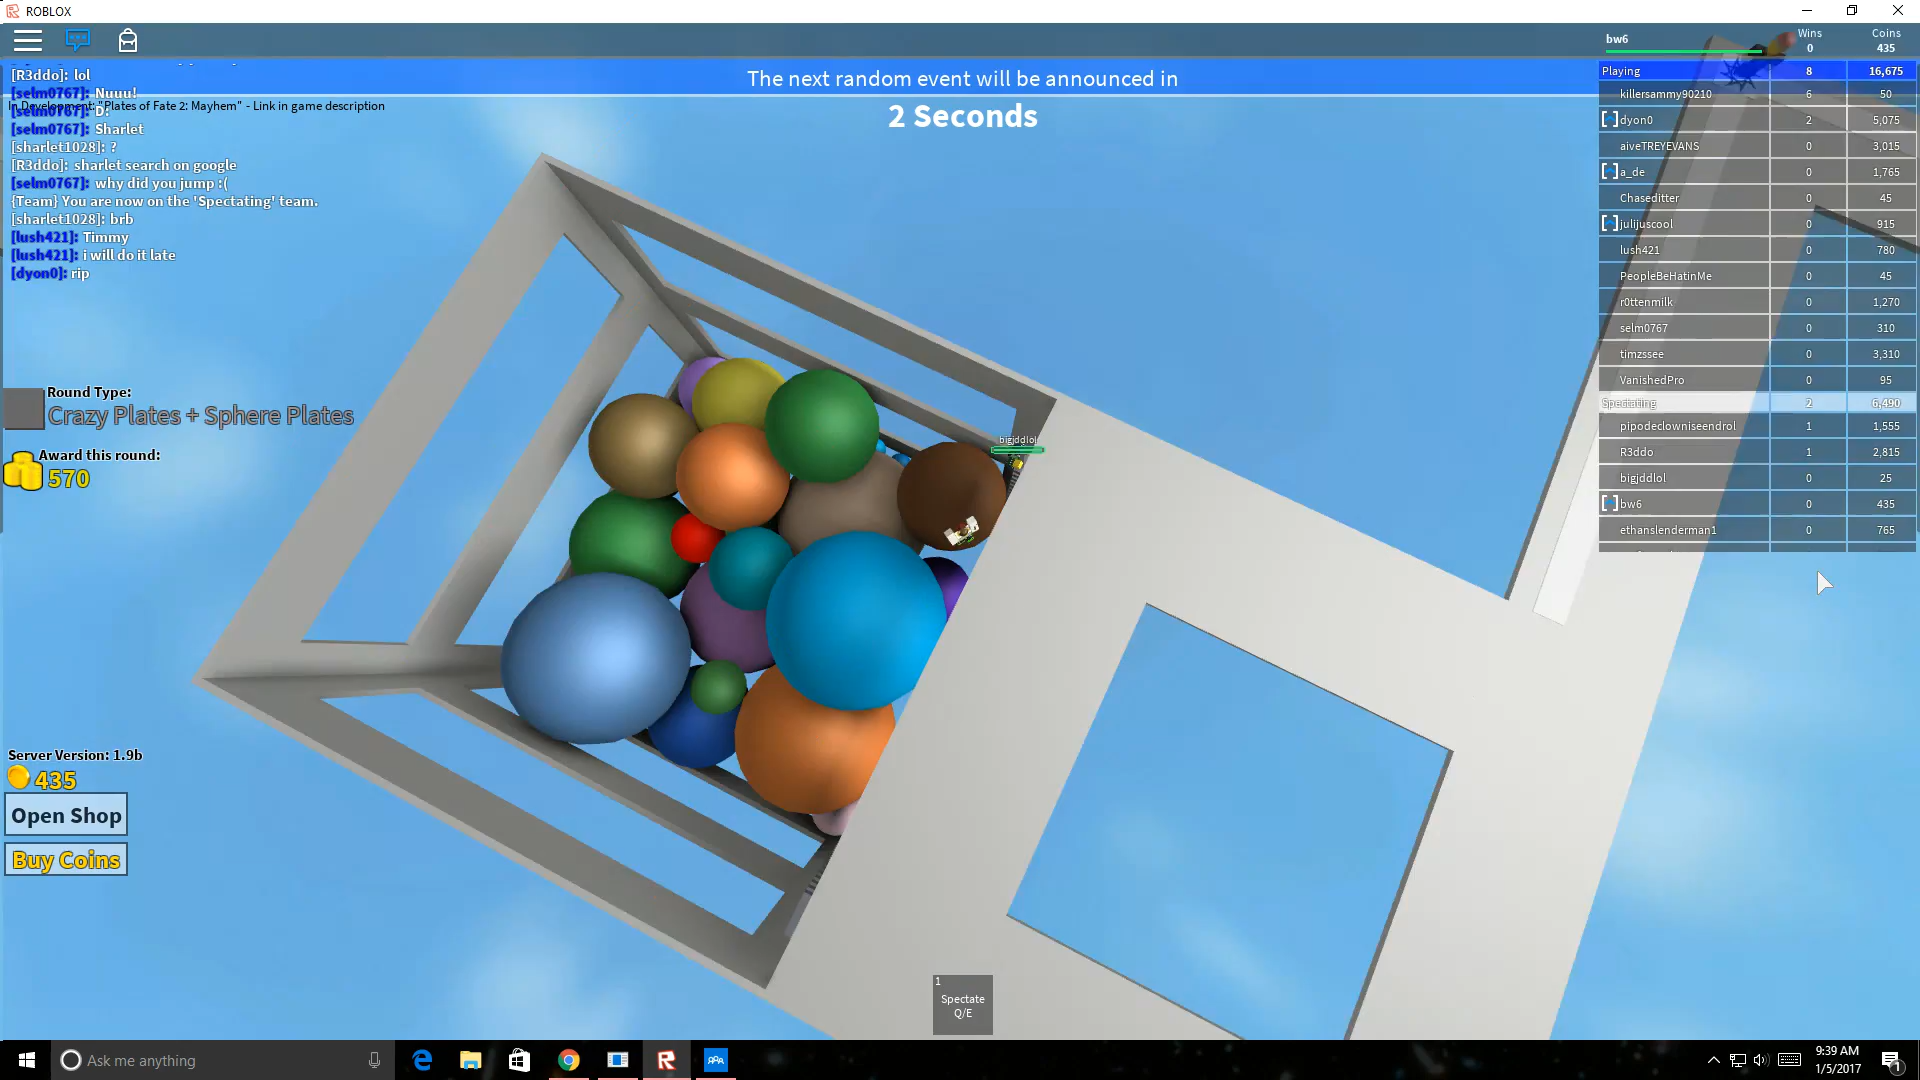 ROBLOX
bw6
Wins
0
Coins
435
[R3ddo]: lol
[selm0767]: Nuuu!
In Development: "Plates of Fate 2: Mayhem" - Link in game description
[selm0767]: D:
[selm0767]: Sharlet
[sharlet1028]: ?
[R3ddo]: sharlet search on google
[selm0767]: why did you jump :(
{Team} You are now on the 'Spectating' team.
[sharlet1028]: brb
[lush421]: Timmy
[lush421]: i will do it late
[dyon0]: rip
The next random event will be announced in
2 Seconds
Playing 8 16,675
killersammy90210 6 50
dyon0 2 5,075
aiveTREYEVANS 0 3,015
a_de 0 1,765
Chaseditter 0 45
julijuscool 0 915
lush421 0 780
PeopleBeHatinMe 0 45
r0ttenmilk 0 1,270
selm0767 0 310
timzssee 0 3,310
VanishedPro 0 95
Spectating 2 6,490
pipodeclowniseendrol 1 1,555
R3ddo 1 2,815
bigjddlol 0 25
bw6 0 435
ethanslenderman1 0 765
Round Type:
Crazy Plates + Sphere Plates
Award this round:
570
bigjddlol
Server Version: 1.9b
435
Open Shop
Buy Coins
1
Spectate
Q/E
Ask me anything
9:39 AM
1/5/2017
1